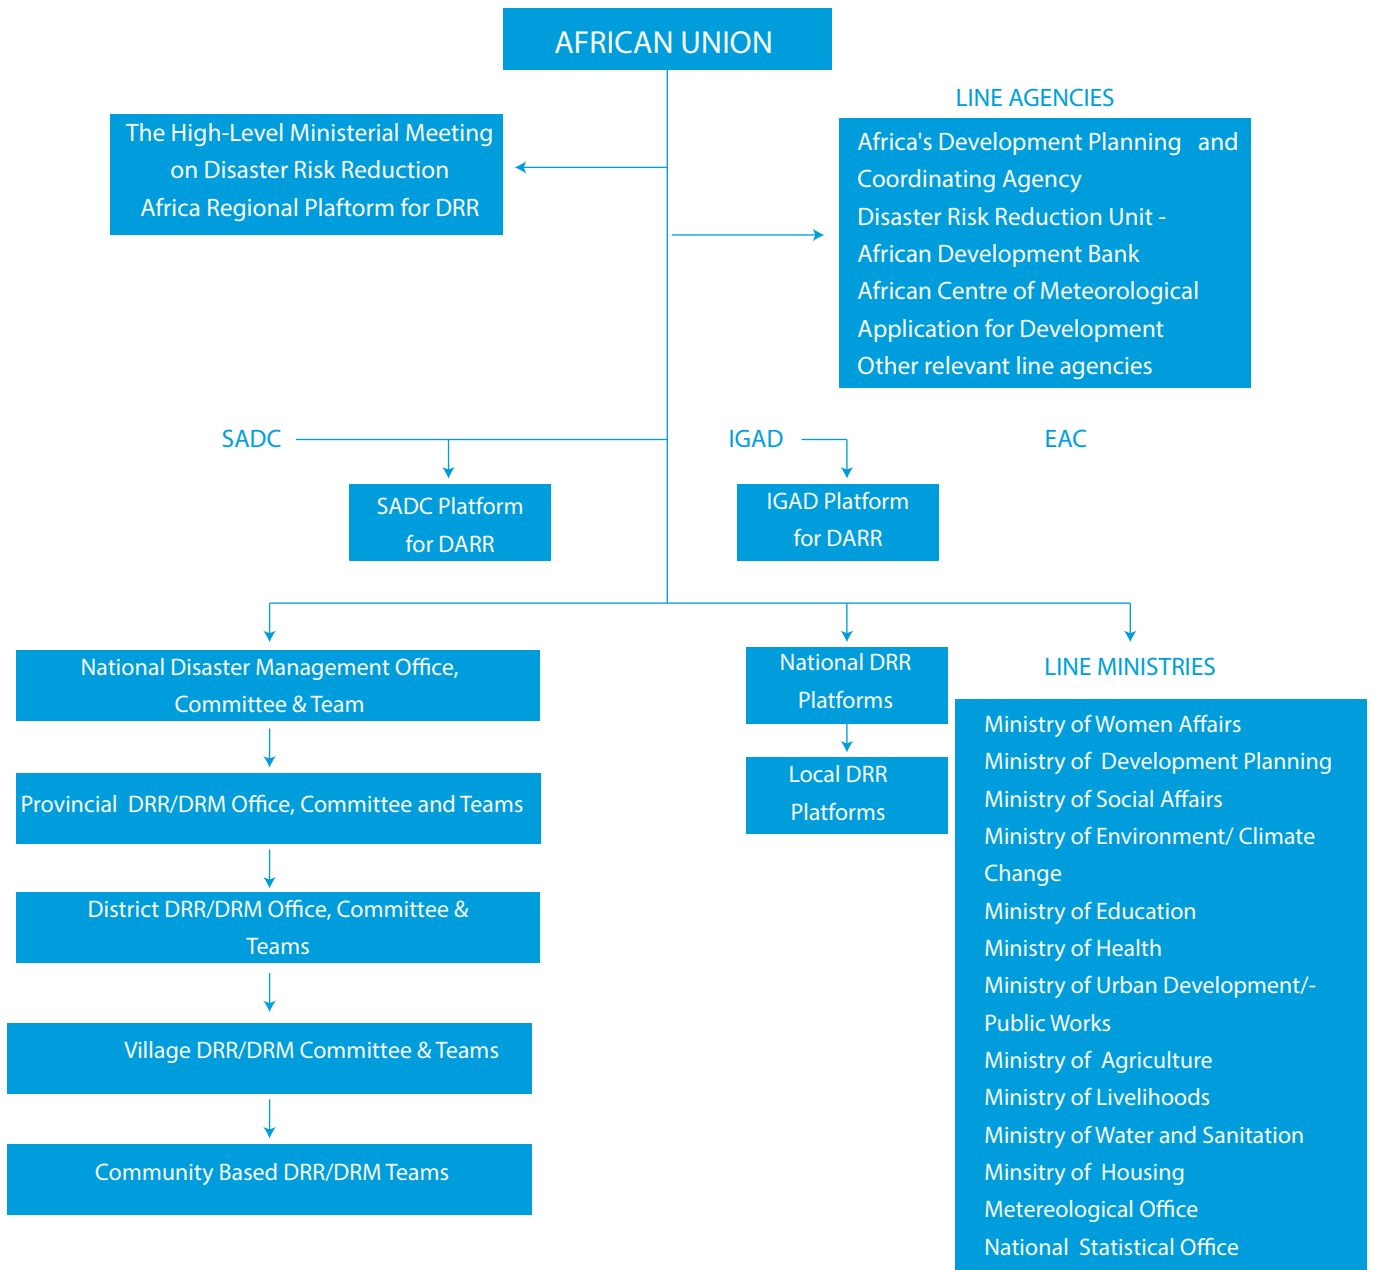 AFRICAN UNION
The High-Level Ministerial Meeting
on Disaster Risk Reduction
Africa Regional Plaftorm for DRR
LINE AGENCIES
Africa's Development Planning and
Coordinating Agency
Disaster Risk Reduction Unit -
African Development Bank
African Centre of Meteorological
Application for Development
Other relevant line agencies
SADC
IGAD
EAC
SADC Platform
for DARR
IGAD Platform
for DARR
National Disaster Management Office,
Committee & Team
Provincial DRR/DRM Office, Committee and Teams
District DRR/DRM Office, Committee &
Teams
Village DRR/DRM Committee & Teams
Community Based DRR/DRM Teams
National DRR
Platforms
Local DRR
Platforms
LINE MINISTRIES
Ministry of Women Affairs
Ministry of Development Planning
Ministry of Social Affairs
Ministry of Environment/ Climate
Change
Ministry of Education
Ministry of Health
Ministry of Urban Development/-
Public Works
Ministry of Agriculture
Ministry of Livelihoods
Ministry of Water and Sanitation
Minsitry of Housing
Metereological Office
National Statistical Office